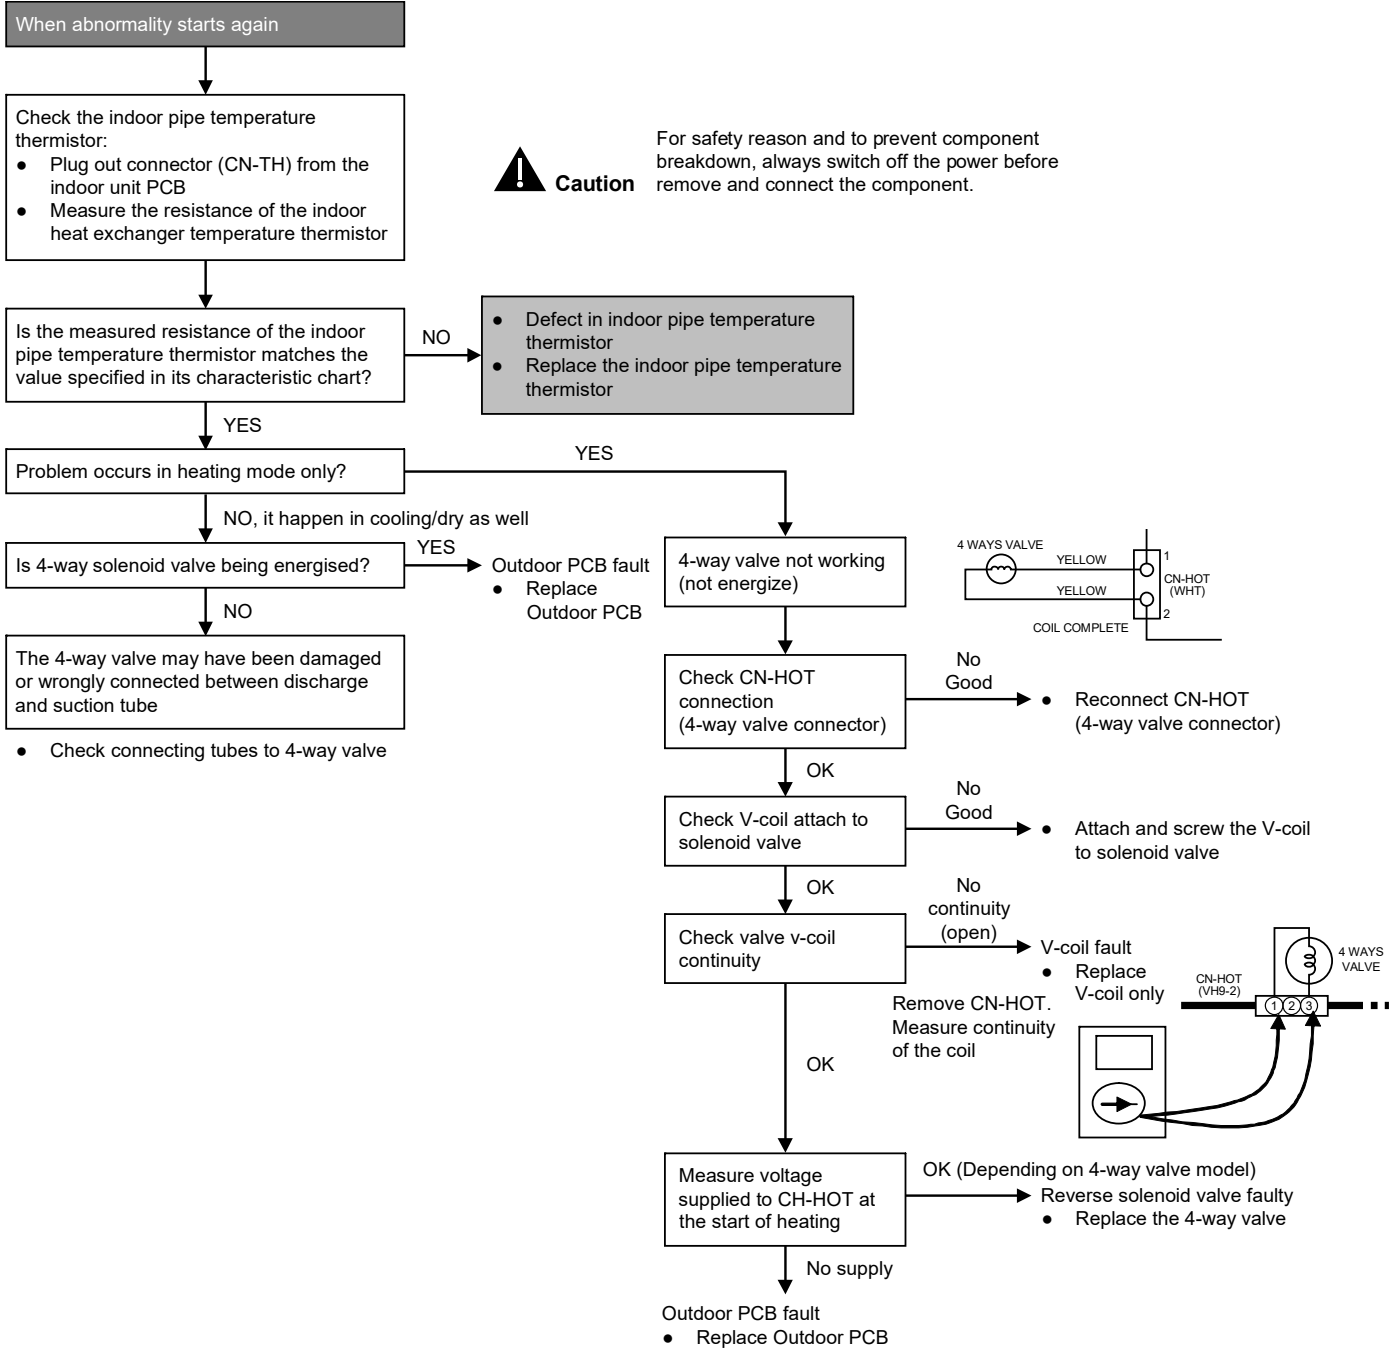 When abnormality starts again
Check the indoor pipe temperature
thermistor:
● Plug out connector (CN-TH) from the
indoor unit PCB
● Measure the resistance of the indoor
heat exchanger temperature thermistor
Caution
For safety reason and to prevent component
breakdown, always switch off the power before
remove and connect the component.
Is the measured resistance of the indoor
pipe temperature thermistor matches the
value specified in its characteristic chart?
NO
● Defect in indoor pipe temperature
thermistor
● Replace the indoor pipe temperature
thermistor
YES
Problem occurs in heating mode only?
YES
NO, it happen in cooling/dry as well
Is 4-way solenoid valve being energised?
YES
Outdoor PCB fault
● Replace
Outdoor PCB
NO
The 4-way valve may have been damaged
or wrongly connected between discharge
and suction tube
● Check connecting tubes to 4-way valve
4-way valve not working
(not energize)
4 WAYS VALVE
YELLOW
YELLOW
1
CN-HOT
(WHT)
2
COIL COMPLETE
Check CN-HOT
connection
(4-way valve connector)
No
Good
● Reconnect CN-HOT
(4-way valve connector)
OK
Check V-coil attach to
solenoid valve
No
Good
● Attach and screw the V-coil
to solenoid valve
OK
Check valve v-coil
continuity
No
continuity
(open)
V-coil fault
● Replace
V-coil only
Remove CN-HOT.
Measure continuity
of the coil
4 WAYS
VALVE
CN-HOT
(VH9-2)
1 2 3
OK
Measure voltage
supplied to CH-HOT at
the start of heating
OK (Depending on 4-way valve model)
Reverse solenoid valve faulty
● Replace the 4-way valve
No supply
Outdoor PCB fault
● Replace Outdoor PCB